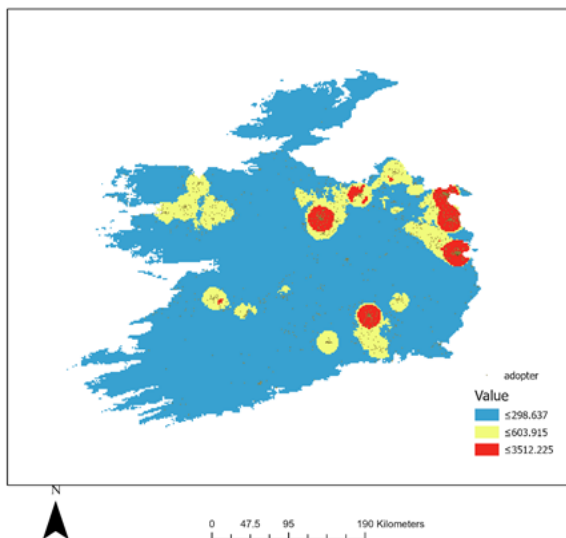 adopter
Value
≤298.637
≤603.915
≤3512.225
N
0 47.5 95 190 Kilometers